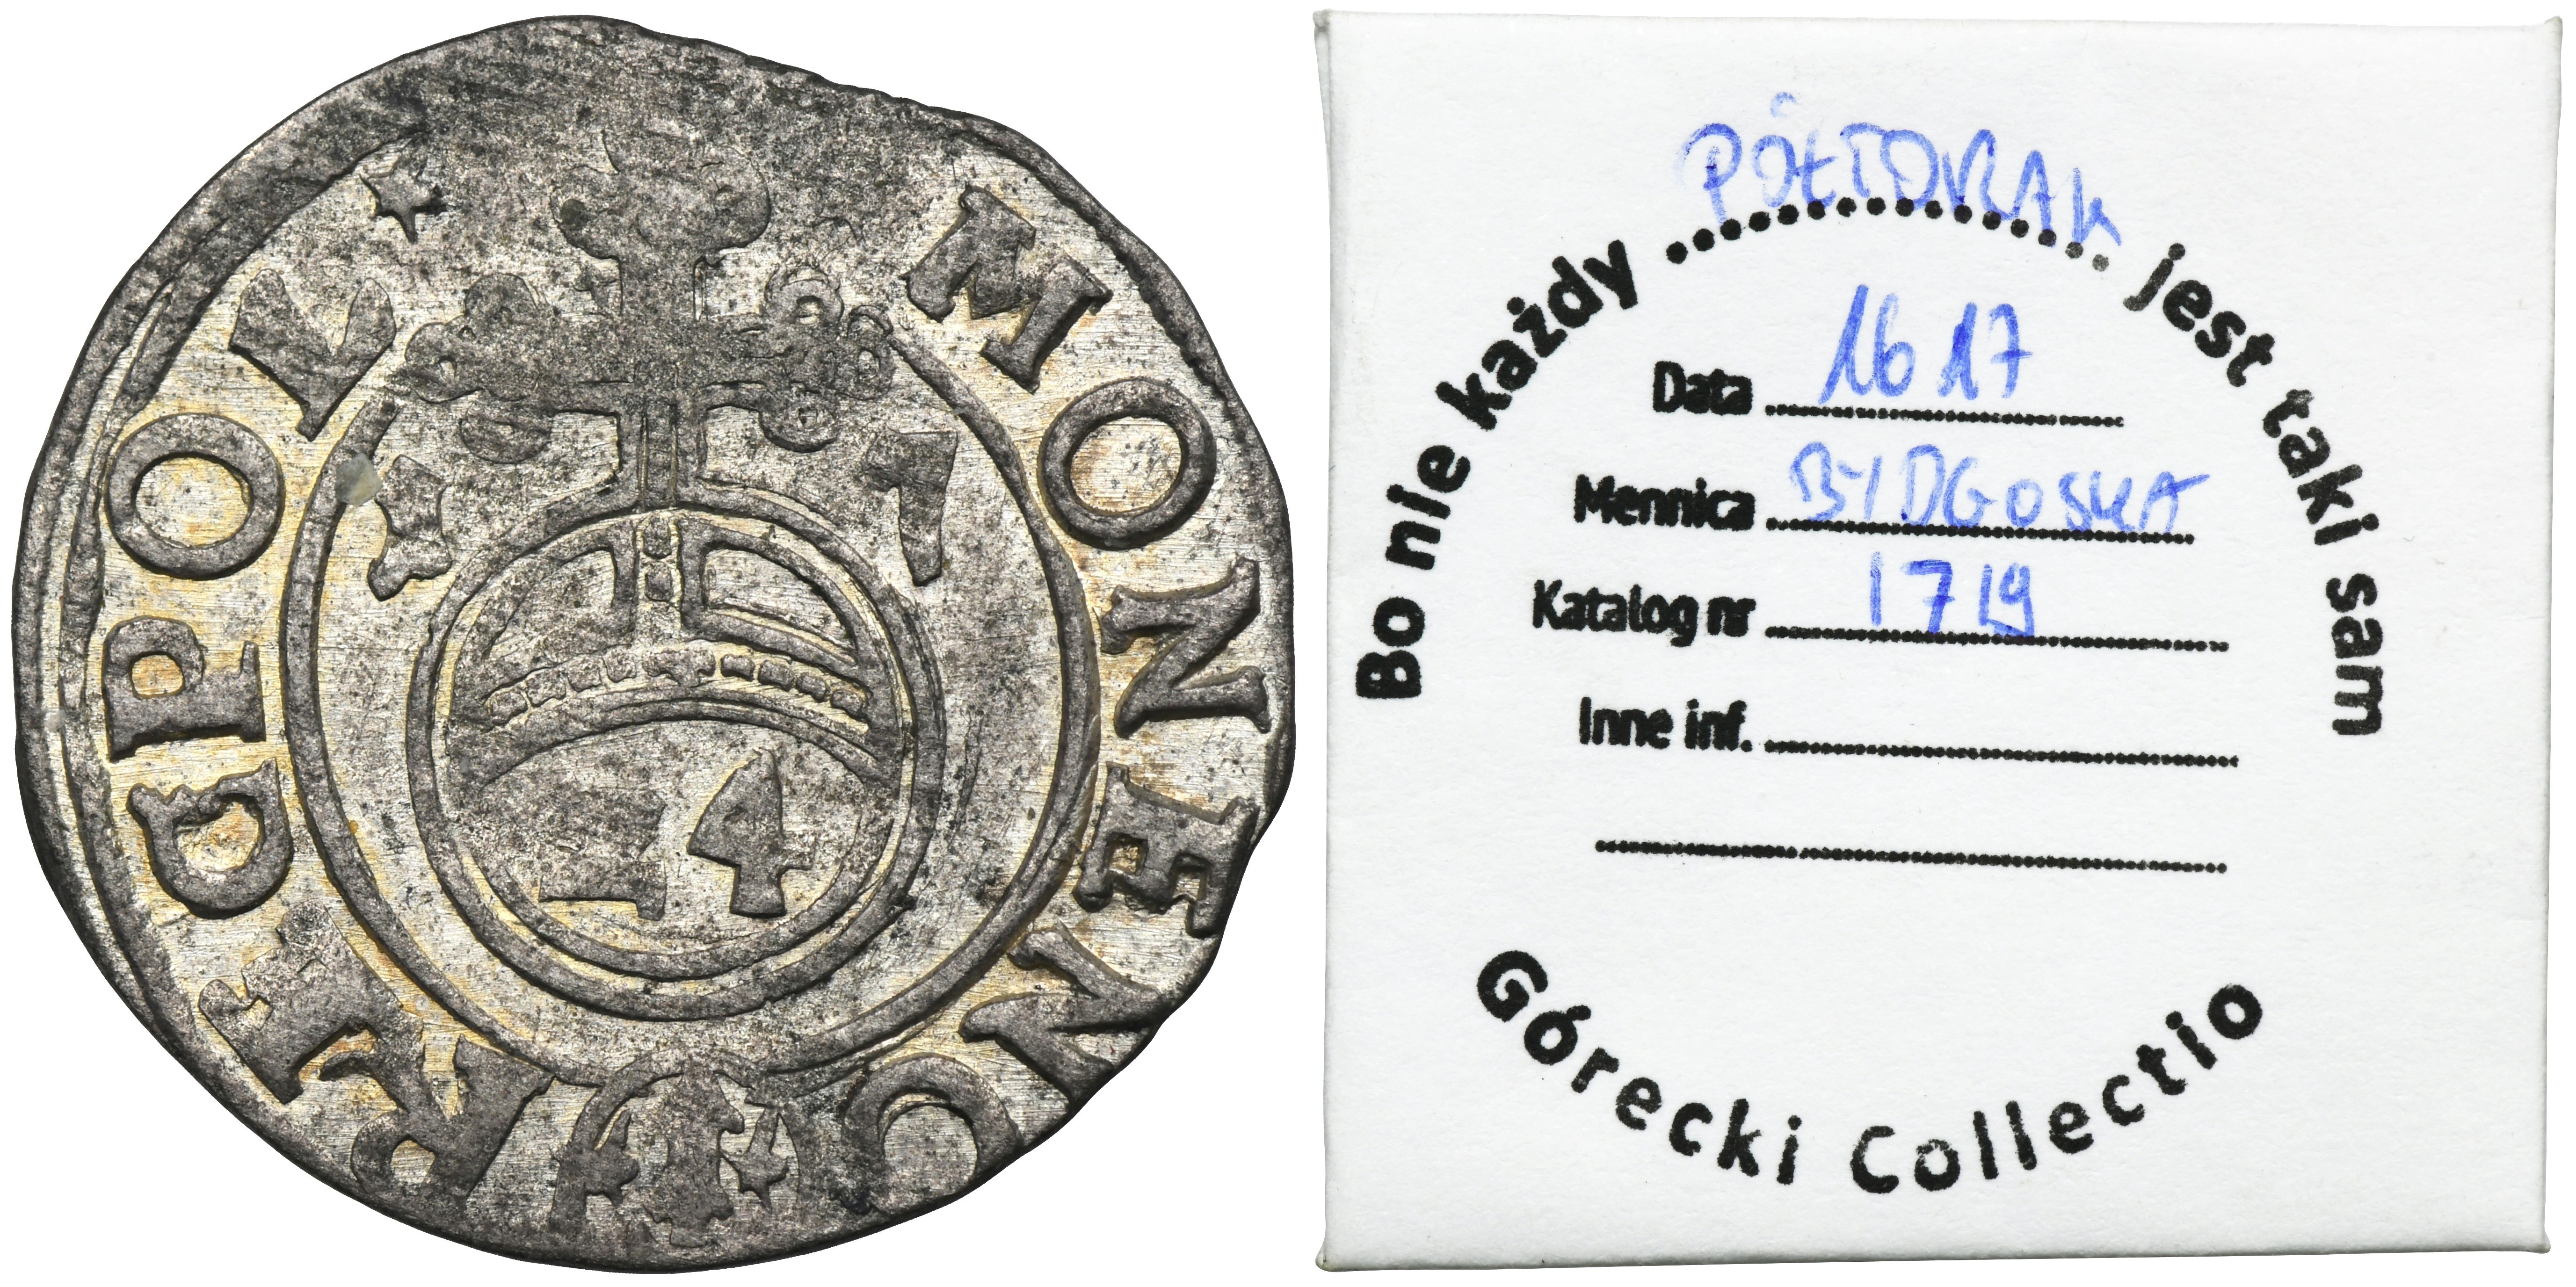 MONE NO REG POL
17
24
Bo nie każdy PÓŁTORAK jest taki sam
Data 1617
Mennica BYDGOSKA
Katalog nr 1719
Inne inf.
Górecki Collectio